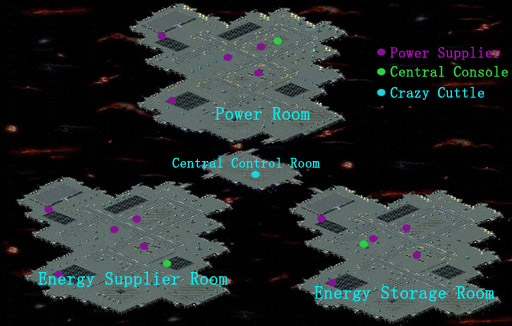 Power Supplier
Central Console
Crazy Cuttle
Power Room
Central Control Room
Energy Supplier Room
Energy Storage Room